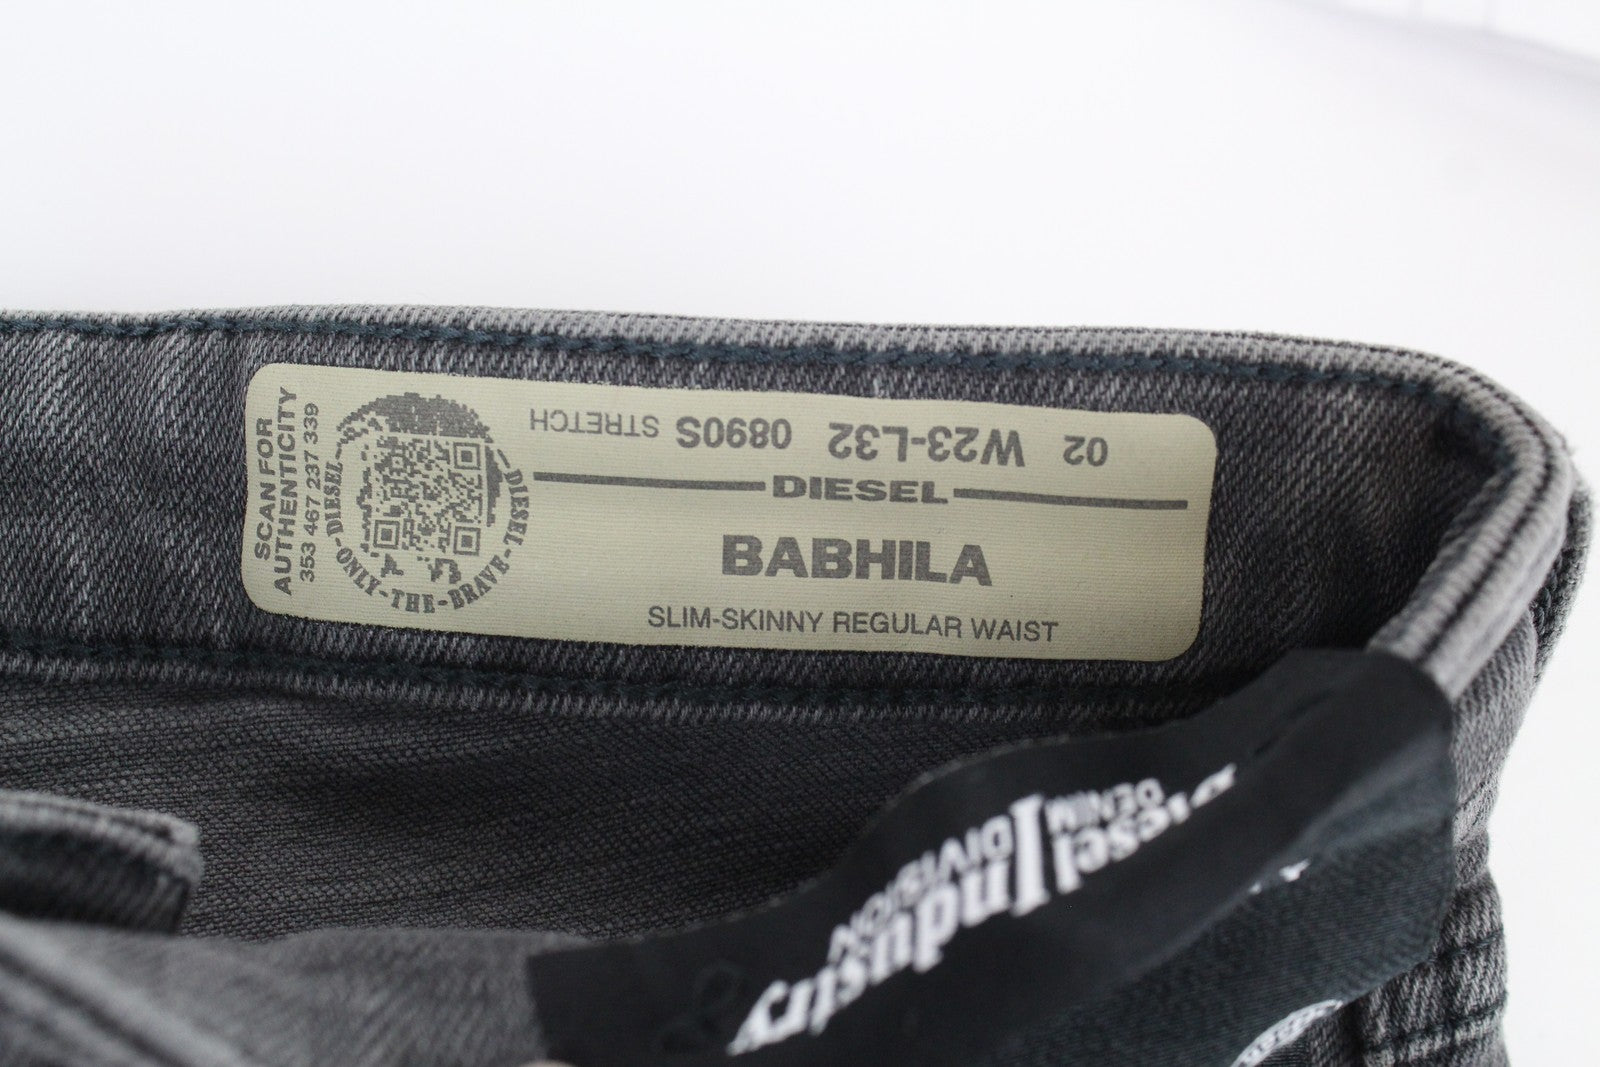 SCAN FOR
AUTHENTICITY
353 467 237 339
DIESEL-ONLY-THE-BRAVE-DIESEL
02 W23-L32 0890S STRETCH
DIESEL
BABHILA
SLIM-SKINNY REGULAR WAIST
Diesel Industry
DENIM DIVISION